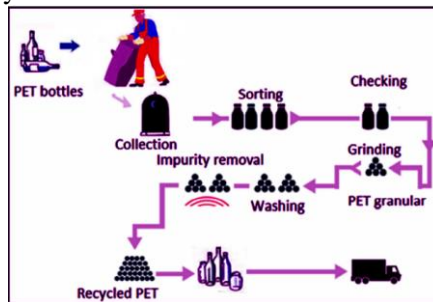 PET bottles
Collection
Sorting
Checking
Grinding
PET granular
Washing
Impurity removal
Recycled PET